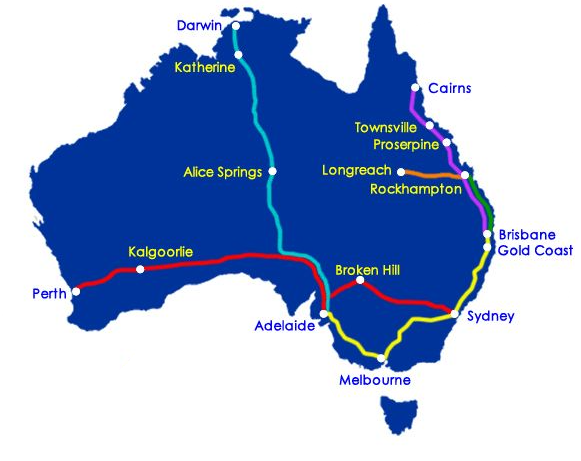 Darwin
Katherine
Cairns
Townsville
Proserpine
Alice Springs
Longreach
Rockhampton
Brisbane
Gold Coast
Kalgoorlie
Broken Hill
Perth
Adelaide
Sydney
Melbourne